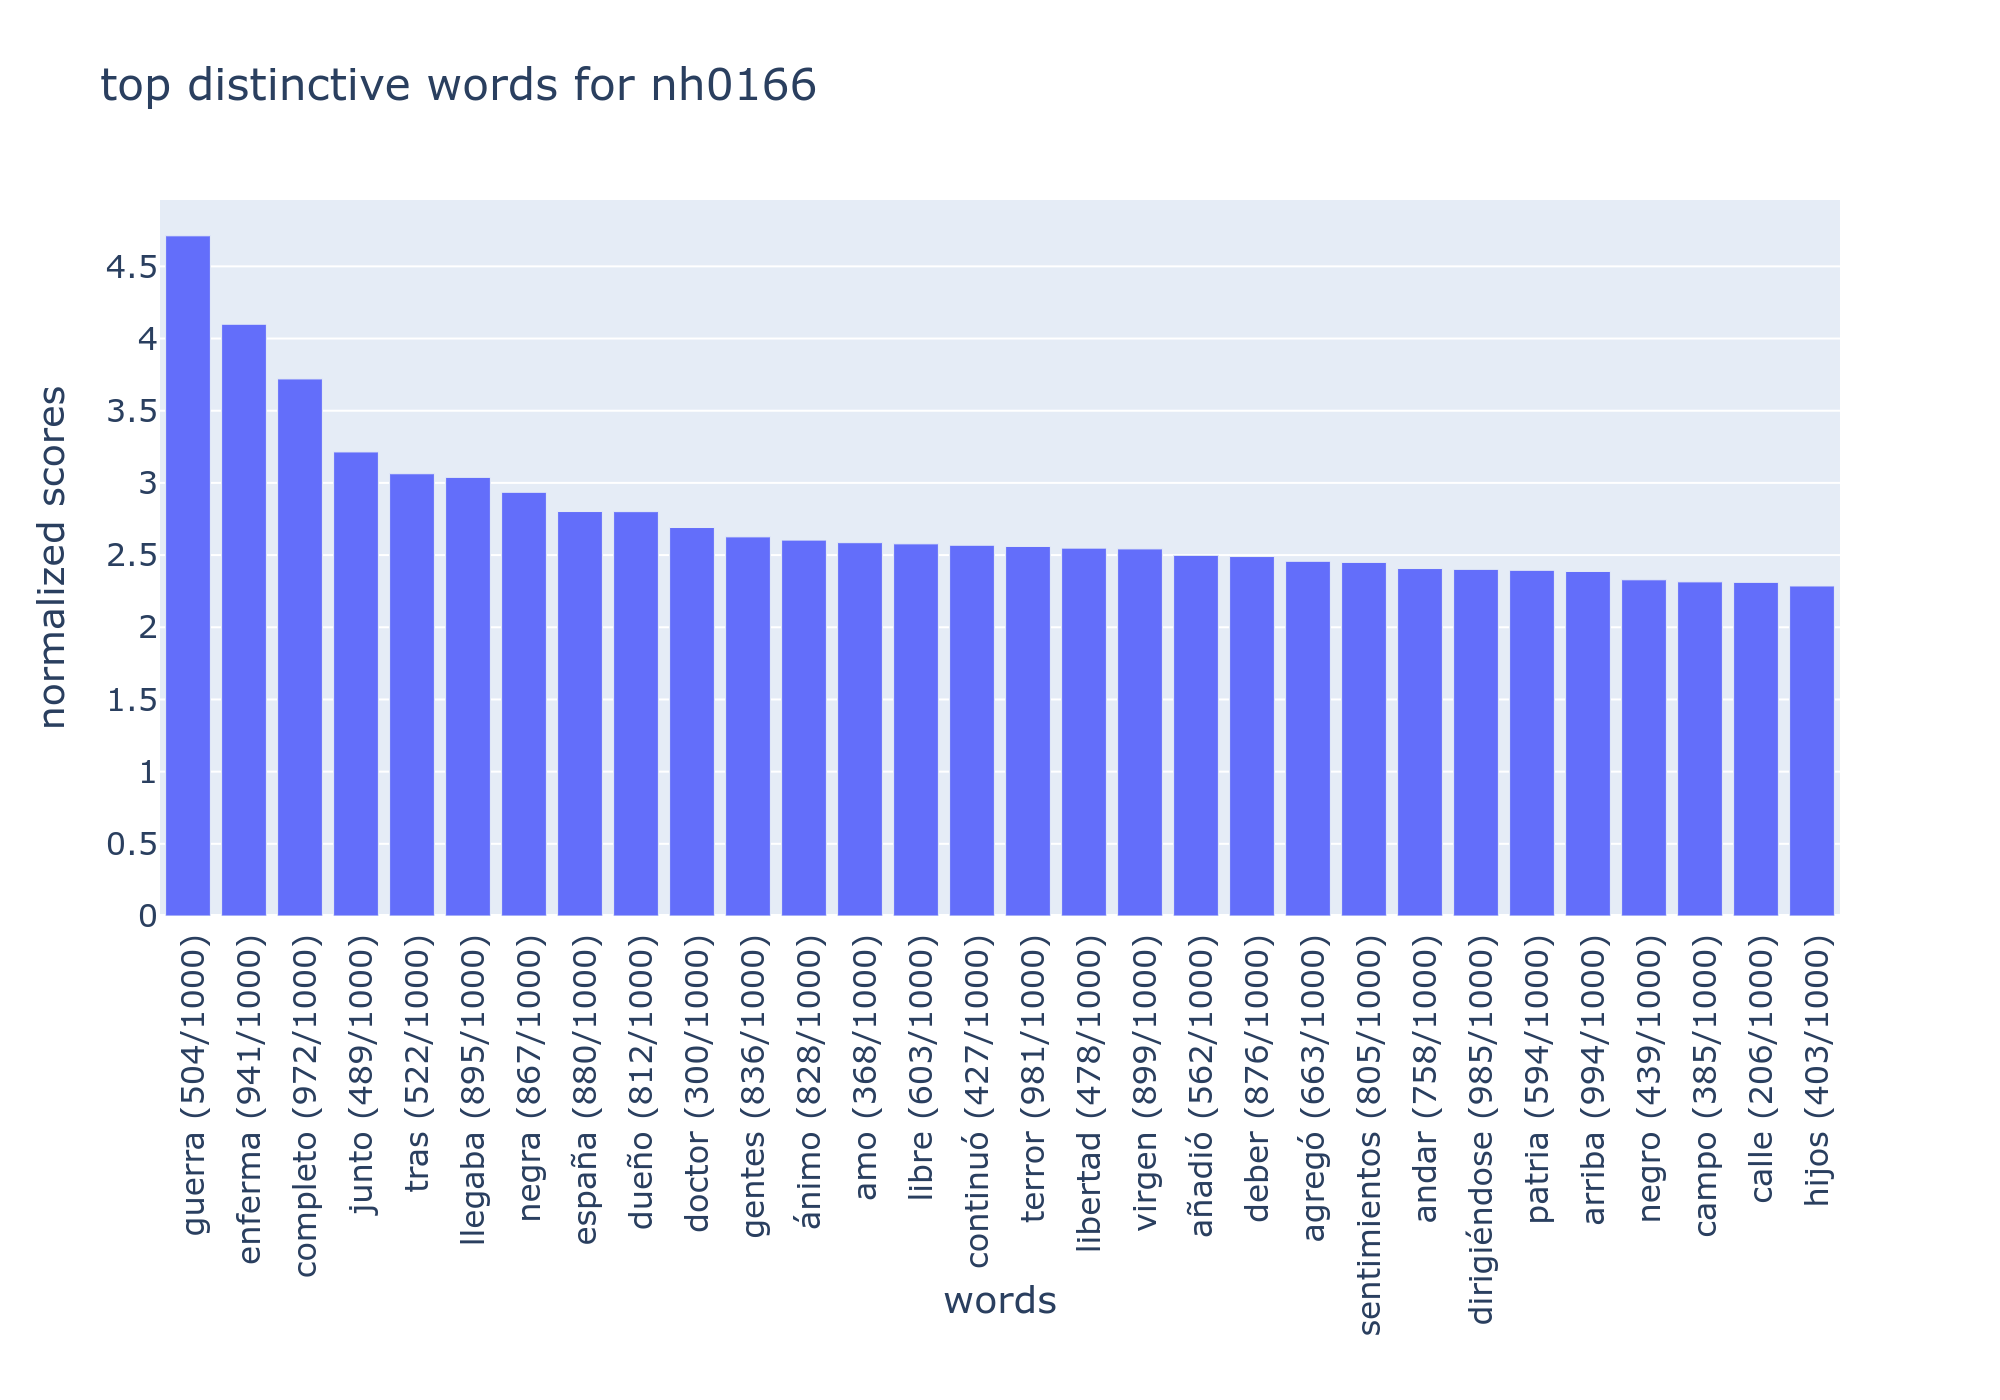 top distinctive words for nh0166
normalized scores
4.5
4
3.5
3
2.5
2
1.5
1
0.5
0
guerra (504/1000)
enferma (941/1000)
completo (972/1000)
junto (489/1000)
tras (522/1000)
llegaba (895/1000)
negra (867/1000)
españa (880/1000)
dueño (812/1000)
doctor (300/1000)
gentes (836/1000)
ánimo (828/1000)
amo (368/1000)
libre (603/1000)
continuó (427/1000)
terror (981/1000)
libertad (478/1000)
virgen (899/1000)
añadió (562/1000)
deber (876/1000)
agregó (663/1000)
sentimientos (805/1000)
andar (758/1000)
dirigiéndose (985/1000)
patria (594/1000)
arriba (994/1000)
negro (439/1000)
campo (385/1000)
calle (206/1000)
hijos (403/1000)
words